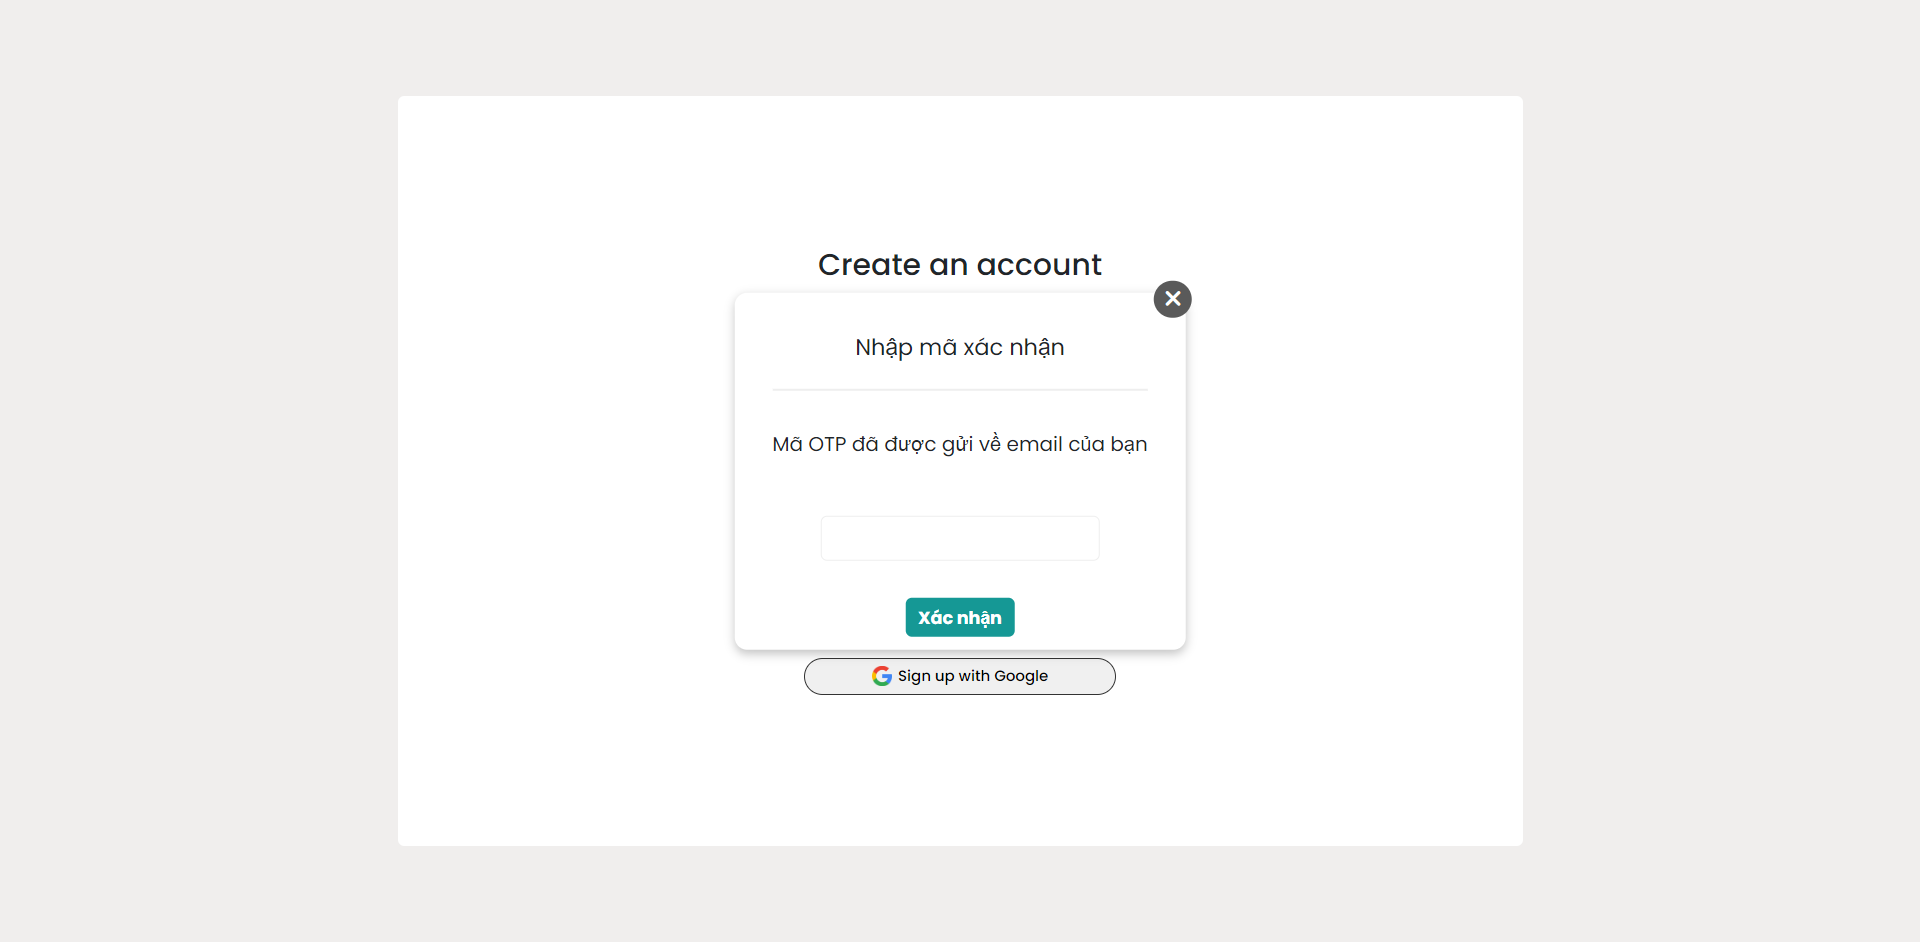 Create an account
Nhập mã xác nhận
Mã OTP đã được gửi về email của bạn
Xác nhận
Sign up with Google